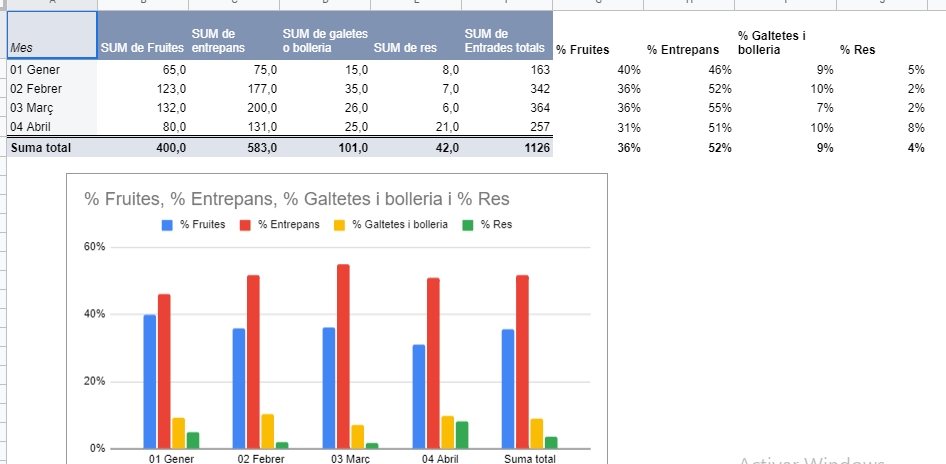 Mes SUM de Fruites SUM de entrepans SUM de galetes o bolleria SUM de res SUM de Entrades totals % Fruites % Entrepans % Galtetes i bolleria % Res
01 Gener 65,0 75,0 15,0 8,0 163 40% 46% 9% 5%
02 Febrer 123,0 177,0 35,0 7,0 342 36% 52% 10% 2%
03 Març 132,0 200,0 26,0 6,0 364 36% 55% 7% 2%
04 Abril 80,0 131,0 25,0 21,0 257 31% 51% 10% 8%
Suma total 400,0 583,0 101,0 42,0 1126 36% 52% 9% 4%
% Fruites, % Entrepans, % Galtetes i bolleria i % Res
% Fruites % Entrepans % Galtetes i bolleria % Res
60%
40%
20%
0%
01 Gener 02 Febrer 03 Març 04 Abril Suma total
Activar Windows